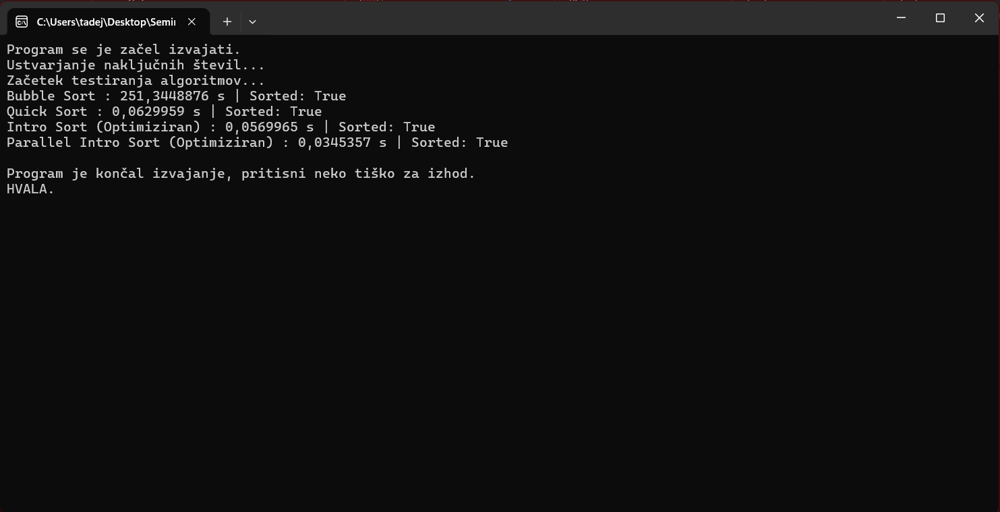 C:\Users\tadej\Desktop\Semi
Program se je začel izvajati.
Ustvarjanje naključnih števil...
Začetek testiranja algoritmov...
Bubble Sort : 251,3448876 s | Sorted: True
Quick Sort : 0,0629959 s | Sorted: True
Intro Sort (Optimiziran) : 0,0569965 s | Sorted: True
Parallel Intro Sort (Optimiziran) : 0,0345357 s | Sorted: True
Program je končal izvajanje, pritisni neko tiško za izhod.
HVALA.